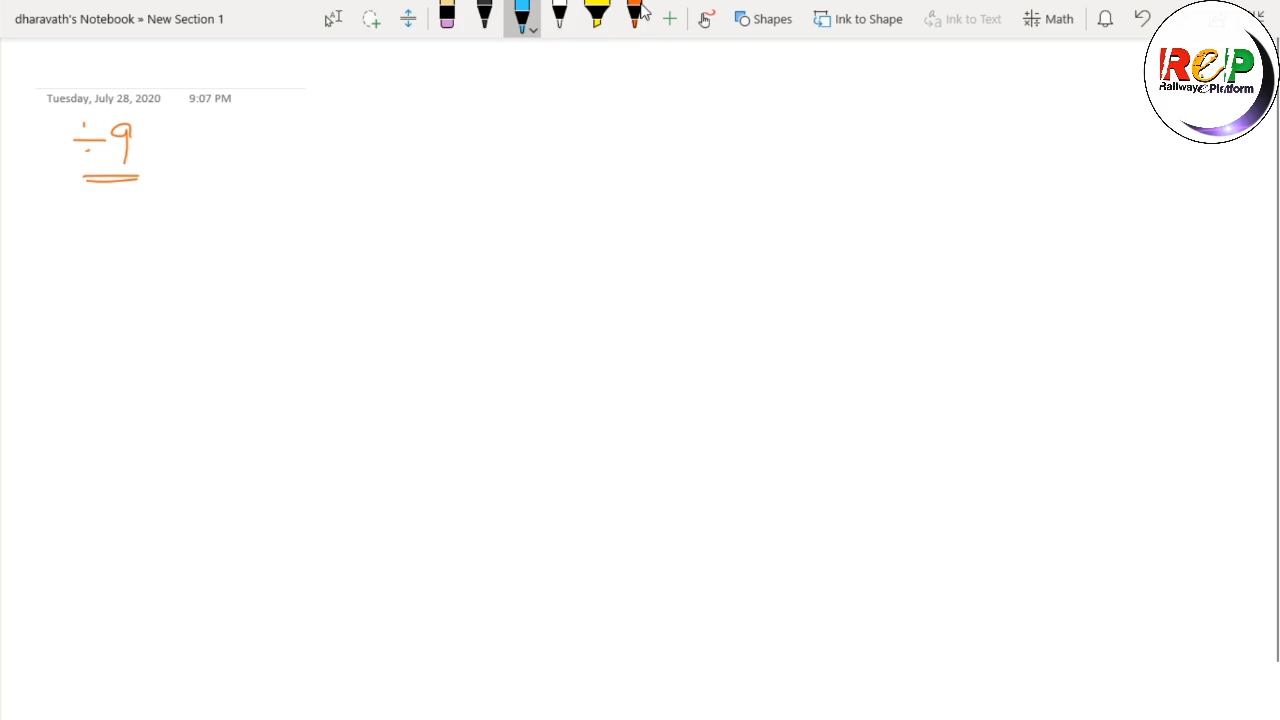 dharavath's Notebook » New Section 1
Shapes
Ink to Shape
Ink to Text
Math
ReP
Railway e Platform
Tuesday, July 28, 2020 9:07 PM
÷9